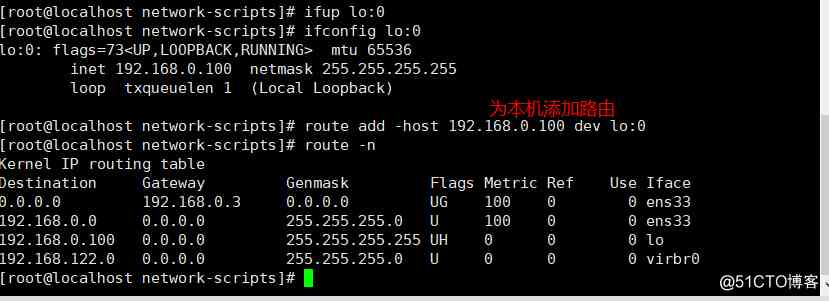 [root@localhost network-scripts]# ifup lo:0
[root@localhost network-scripts]# ifconfig lo:0
lo:0: flags=73<UP,LOOPBACK,RUNNING>  mtu 65536
        inet 192.168.0.100  netmask 255.255.255.255
        loop  txqueuelen 1  (Local Loopback)
为本机添加路由
[root@localhost network-scripts]# route add -host 192.168.0.100 dev lo:0
[root@localhost network-scripts]# route -n
Kernel IP routing table
Destination     Gateway         Genmask         Flags Metric Ref    Use Iface
0.0.0.0         192.168.0.3     0.0.0.0         UG    100    0        0 ens33
192.168.0.0     0.0.0.0         255.255.255.0   U     100    0        0 ens33
192.168.0.100   0.0.0.0         255.255.255.255 UH    0      0        0 lo
192.168.122.0   0.0.0.0         255.255.255.0   U     0      0        0 virbr0
[root@localhost network-scripts]#
@51CTO博客